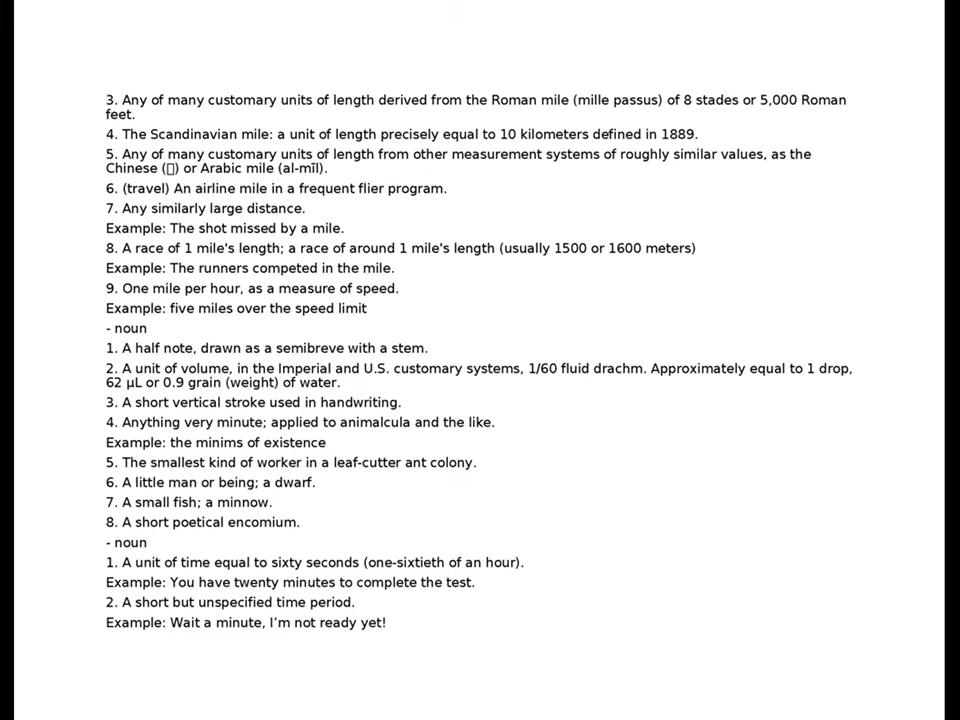 3. Any of many customary units of length derived from the Roman mile (mille passus) of 8 stades or 5,000 Roman
feet.
4. The Scandinavian mile: a unit of length precisely equal to 10 kilometers defined in 1889.
5. Any of many customary units of length from other measurement systems of roughly similar values, as the
Chinese (▯) or Arabic mile (al-mīl).
6. (travel) An airline mile in a frequent flier program.
7. Any similarly large distance.
Example: The shot missed by a mile.
8. A race of 1 mile's length; a race of around 1 mile's length (usually 1500 or 1600 meters)
Example: The runners competed in the mile.
9. One mile per hour, as a measure of speed.
Example: five miles over the speed limit
- noun
1. A half note, drawn as a semibreve with a stem.
2. A unit of volume, in the Imperial and U.S. customary systems, 1/60 fluid drachm. Approximately equal to 1 drop,
62 μL or 0.9 grain (weight) of water.
3. A short vertical stroke used in handwriting.
4. Anything very minute; applied to animalcula and the like.
Example: the minims of existence
5. The smallest kind of worker in a leaf-cutter ant colony.
6. A little man or being; a dwarf.
7. A small fish; a minnow.
8. A short poetical encomium.
- noun
1. A unit of time equal to sixty seconds (one-sixtieth of an hour).
Example: You have twenty minutes to complete the test.
2. A short but unspecified time period.
Example: Wait a minute, I’m not ready yet!